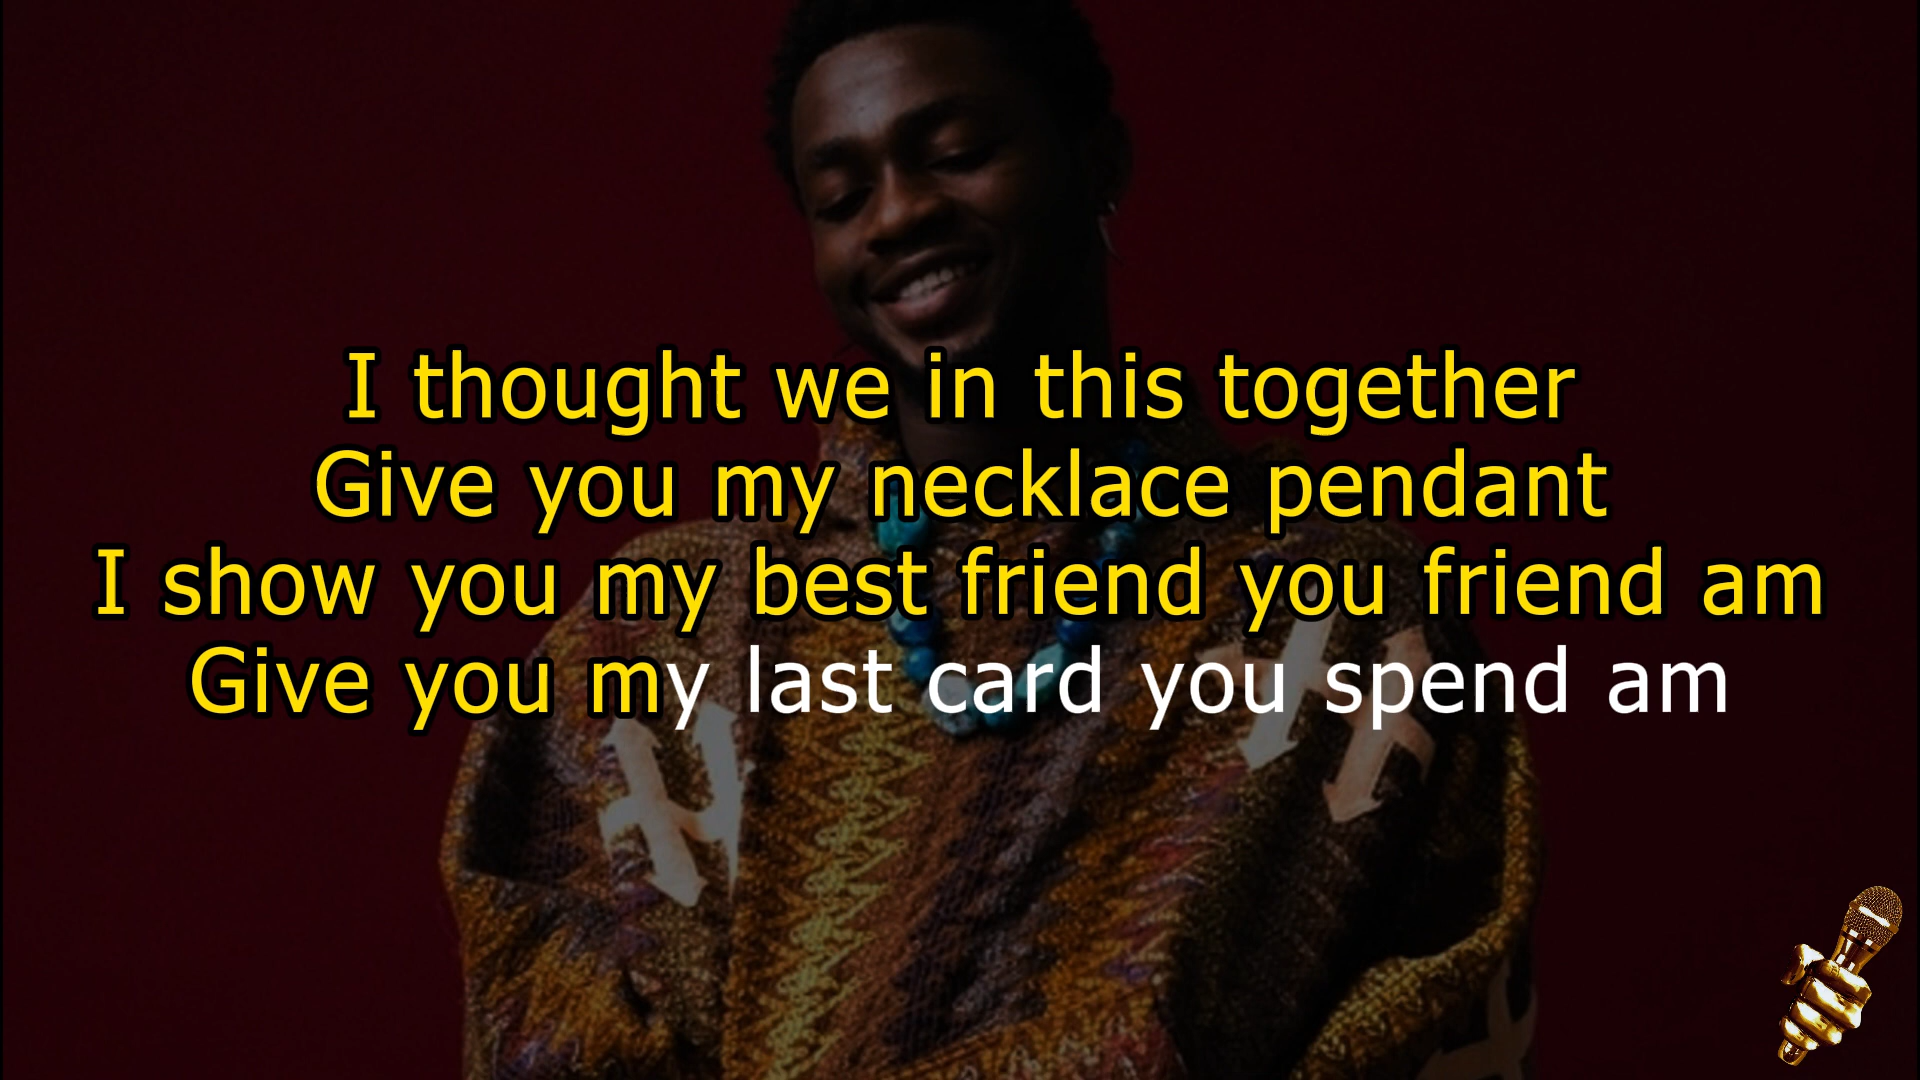 I thought we in this together
Give you my necklace pendant
I show you my best friend you friend am
Give you my last card you spend am